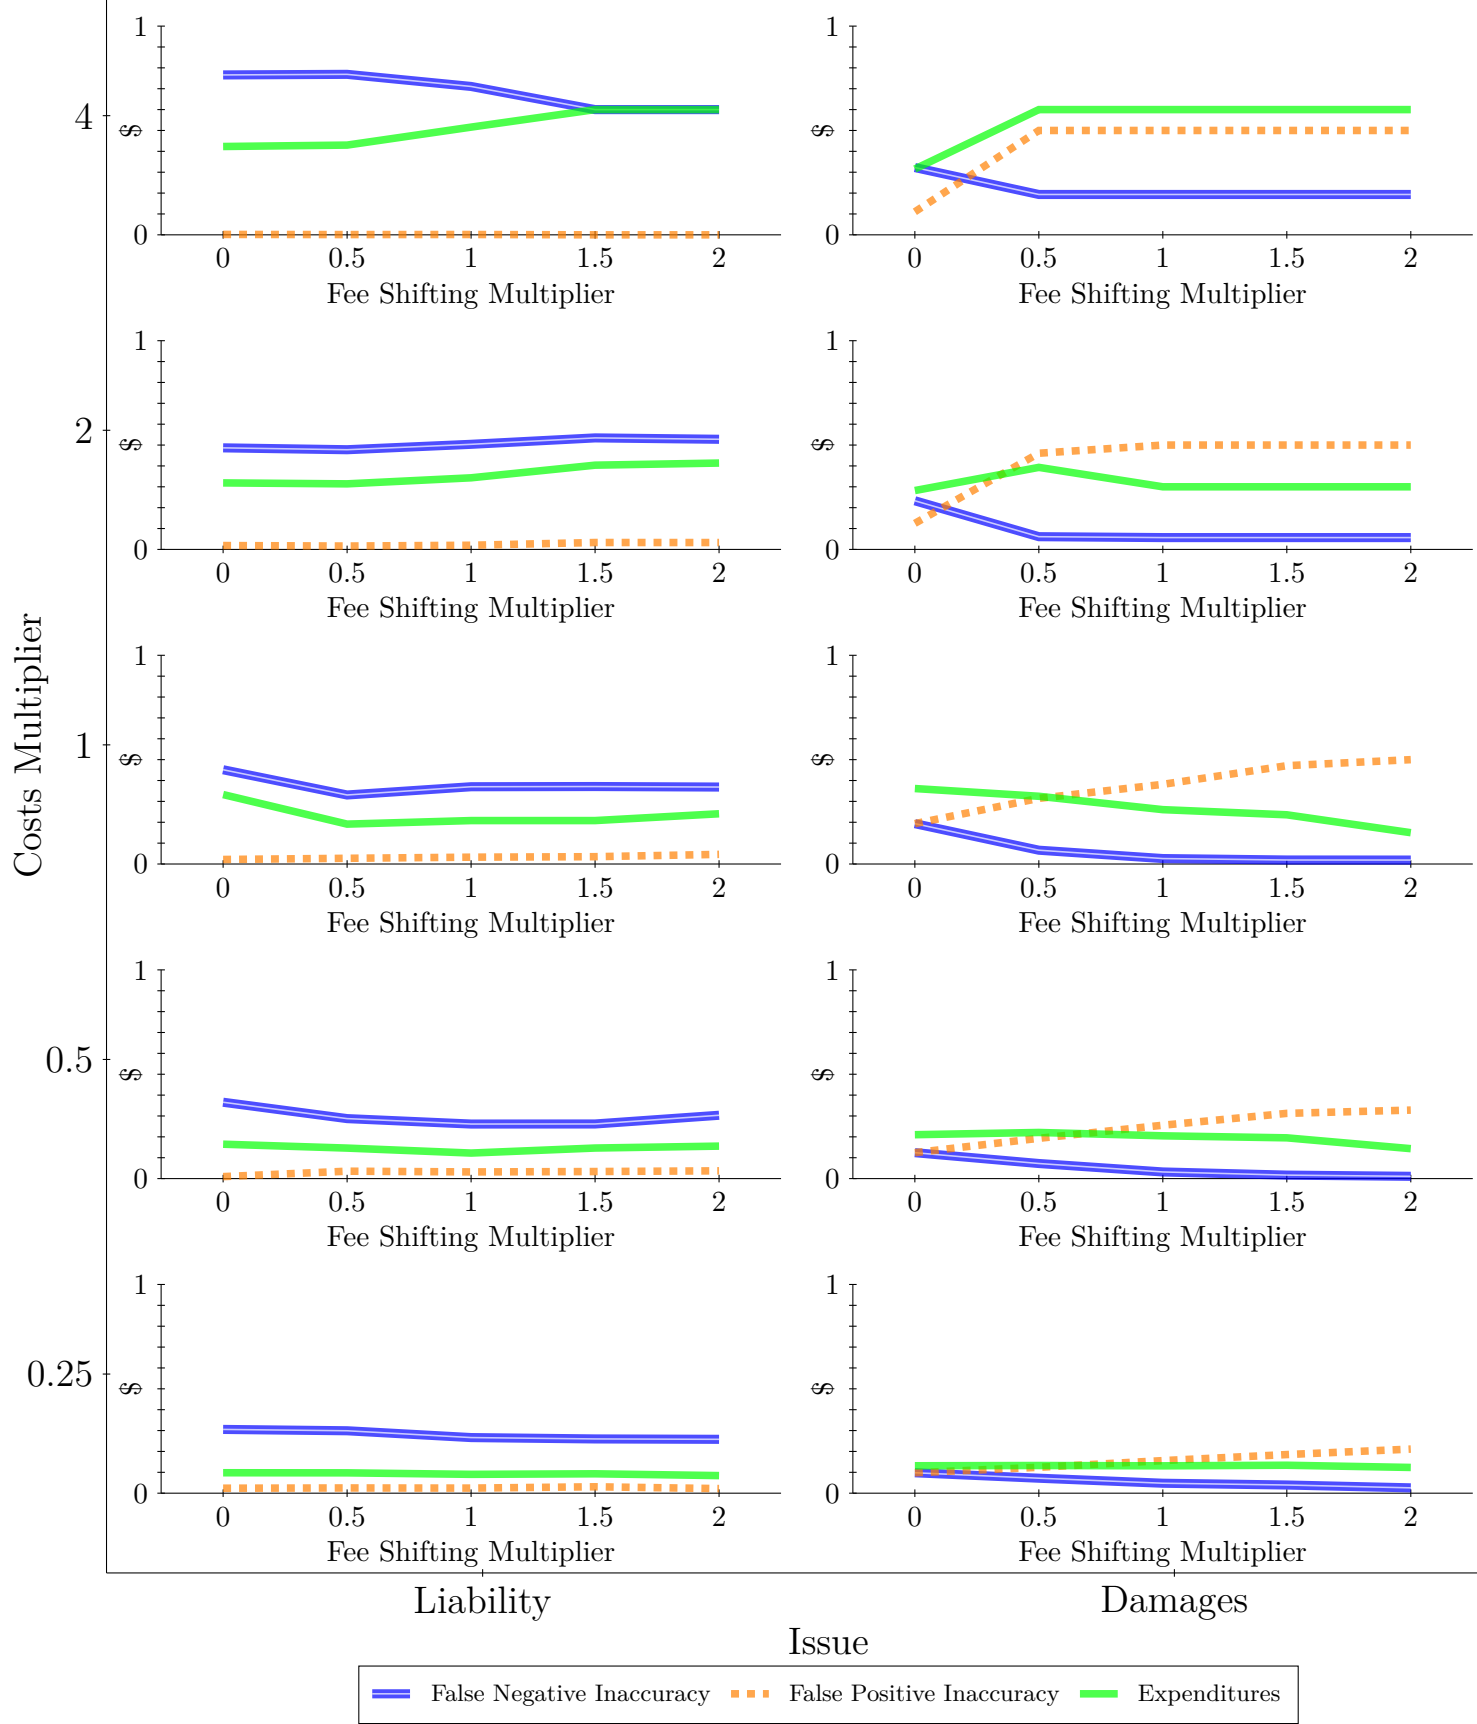 Costs Multiplier
4
1
$
0
0 0.5 1 1.5 2
Fee Shifting Multiplier
1
$
0
0 0.5 1 1.5 2
Fee Shifting Multiplier
2
1
$
0
0 0.5 1 1.5 2
Fee Shifting Multiplier
1
$
0
0 0.5 1 1.5 2
Fee Shifting Multiplier
1
1
$
0
0 0.5 1 1.5 2
Fee Shifting Multiplier
1
$
0
0 0.5 1 1.5 2
Fee Shifting Multiplier
0.5
1
$
0
0 0.5 1 1.5 2
Fee Shifting Multiplier
1
$
0
0 0.5 1 1.5 2
Fee Shifting Multiplier
0.25
1
$
0
0 0.5 1 1.5 2
Fee Shifting Multiplier
1
$
0
0 0.5 1 1.5 2
Fee Shifting Multiplier
Liability Damages
Issue
False Negative Inaccuracy False Positive Inaccuracy Expenditures